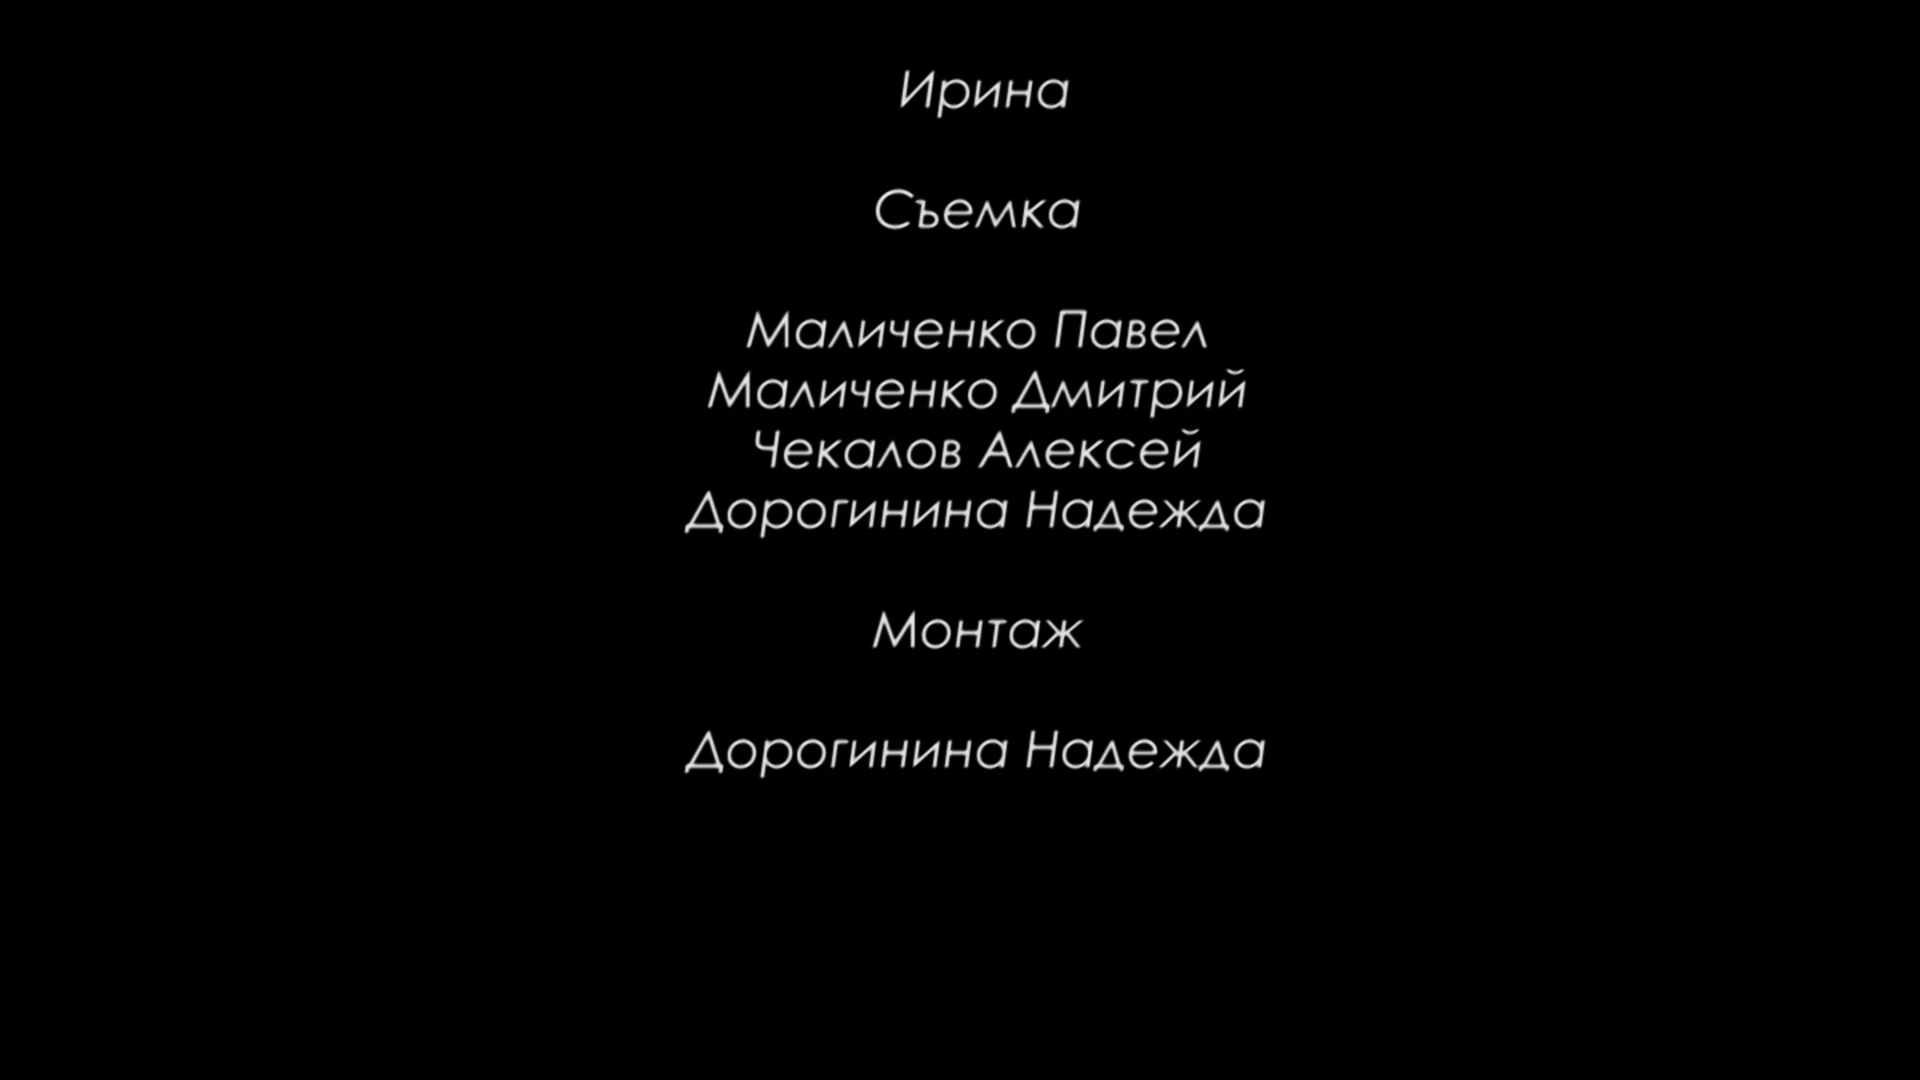 Ирина
Съемка
Маличенко Павел
Маличенко Дмитрий
Чекалов Алексей
Дорогинина Надежда
Монтаж
Дорогинина Надежда